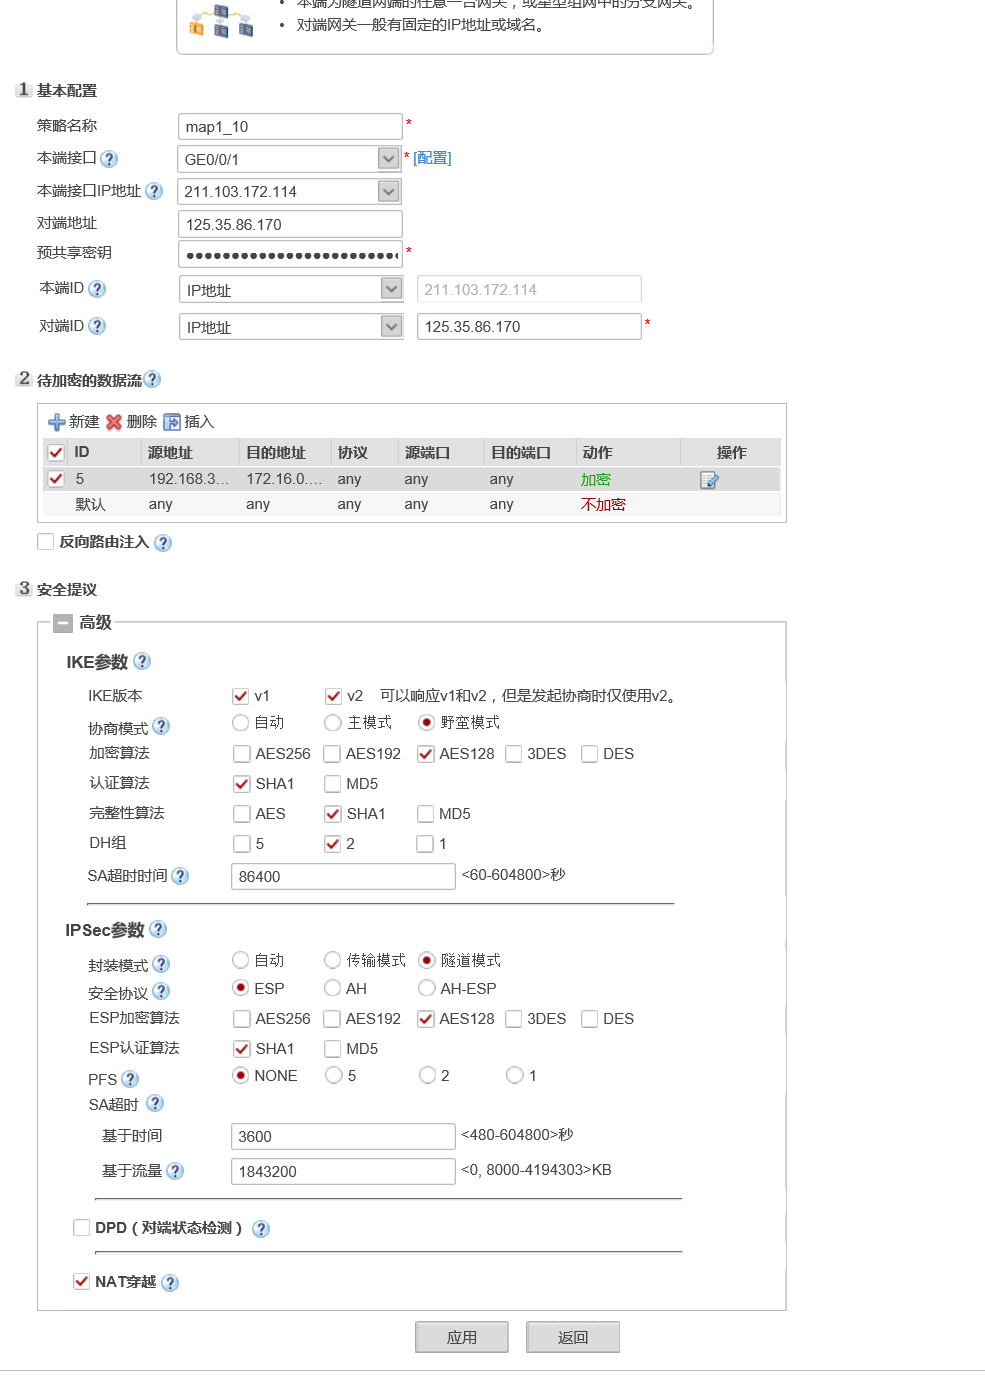 • 本端为隧道两端的任意一台网关，或星型组网中的分支网关。
• 对端网关一般有固定的IP地址或域名。
1 基本配置
策略名称 map1_10 *
本端接口 GE0/0/1 * [配置]
本端接口IP地址 211.103.172.114
对端地址 125.35.86.170
预共享密钥 ●●●●●●●●●●●●●●●●●●●●●●●● *
本端ID IP地址 211.103.172.114
对端ID IP地址 125.35.86.170 *
2 待加密的数据流
新建 删除 插入
ID 源地址 目的地址 协议 源端口 目的端口 动作 操作
5 192.168.3... 172.16.0.... any any any 加密
默认 any any any any any 不加密
反向路由注入
3 安全提议
高级
IKE参数
IKE版本 v1 v2 可以响应v1和v2，但是发起协商时仅使用v2。
协商模式 自动 主模式 野蛮模式
加密算法 AES256 AES192 AES128 3DES DES
认证算法 SHA1 MD5
完整性算法 AES SHA1 MD5
DH组 5 2 1
SA超时时间 86400 <60-604800>秒
IPSec参数
封装模式 自动 传输模式 隧道模式
安全协议 ESP AH AH-ESP
ESP加密算法 AES256 AES192 AES128 3DES DES
ESP认证算法 SHA1 MD5
PFS NONE 5 2 1
SA超时
基于时间 3600 <480-604800>秒
基于流量 1843200 <0, 8000-4194303>KB
DPD（对端状态检测）
NAT穿越
应用 返回